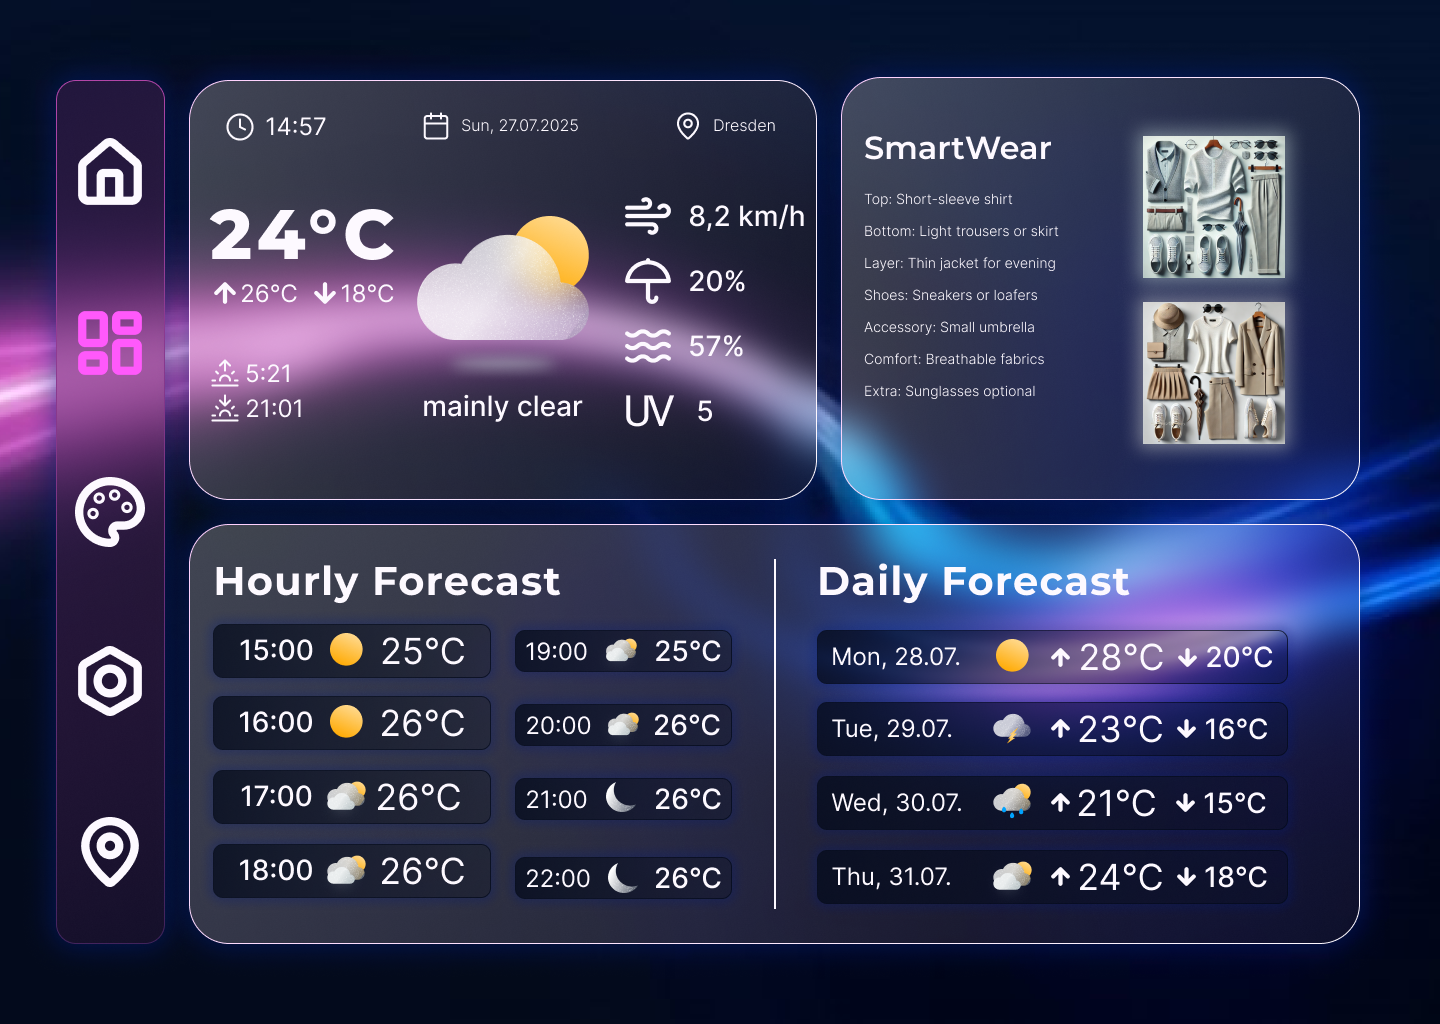 14:57 Sun, 27.07.2025 Dresden
24°C
26°C 18°C
5:21
21:01
mainly clear
8,2 km/h
20%
57%
UV 5
SmartWear
Top: Short-sleeve shirt
Bottom: Light trousers or skirt
Layer: Thin jacket for evening
Shoes: Sneakers or loafers
Accessory: Small umbrella
Comfort: Breathable fabrics
Extra: Sunglasses optional
Hourly Forecast
15:00 25°C
16:00 26°C
17:00 26°C
18:00 26°C
19:00 25°C
20:00 26°C
21:00 26°C
22:00 26°C
Daily Forecast
Mon, 28.07. 28°C 20°C
Tue, 29.07. 23°C 16°C
Wed, 30.07. 21°C 15°C
Thu, 31.07. 24°C 18°C